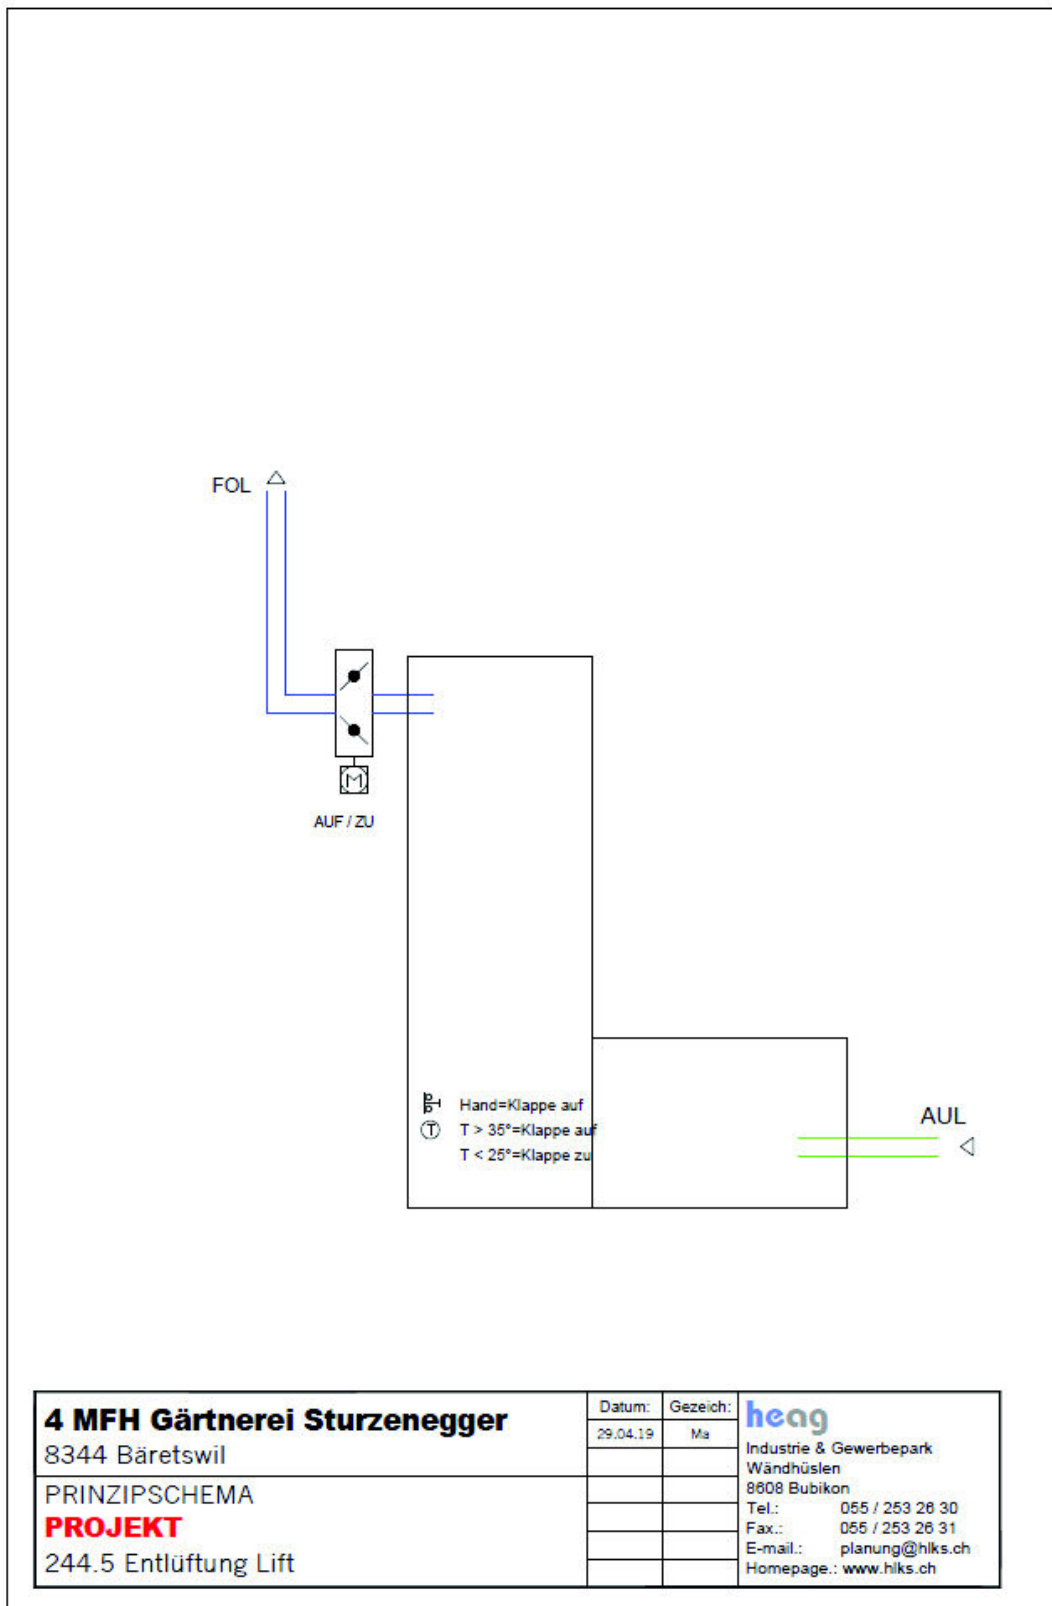 FOL
M
AUF / ZU
Hand=Klappe auf
T
T > 35°=Klappe auf
T < 25°=Klappe zu
AUL
4 MFH Gärtnerei Sturzenegger
8344 Bäretswil
PRINZIPSCHEMA
PROJEKT
244.5 Entlüftung Lift
Datum: Gezeich:
29.04.19 Ma
heag
Industrie & Gewerbepark
Wändhüslen
8608 Bubikon
Tel.: 055 / 253 26 30
Fax.: 055 / 253 26 31
E-mail.: planung@hlks.ch
Homepage.: www.hlks.ch